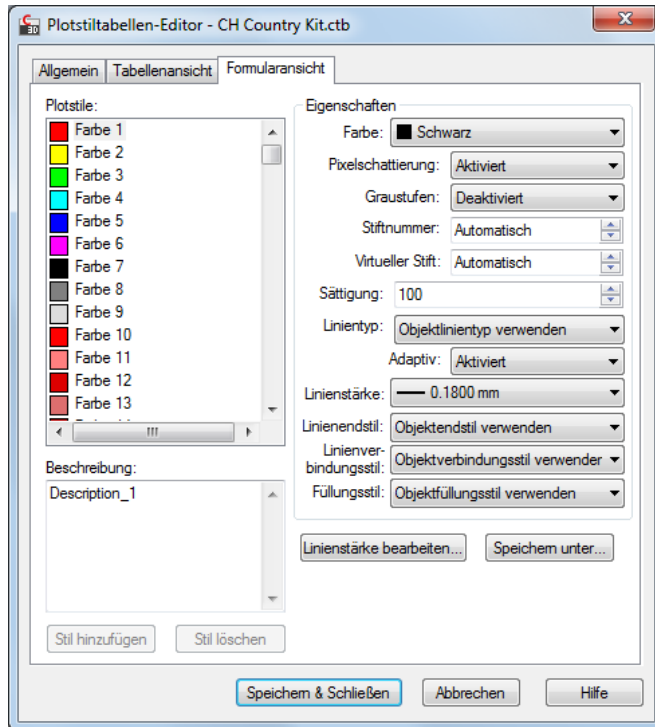 Plotstiltabellen-Editor - CH Country Kit.ctb
Allgemein Tabellenansicht Formularansicht
Plotstile:
Farbe 1
Farbe 2
Farbe 3
Farbe 4
Farbe 5
Farbe 6
Farbe 7
Farbe 8
Farbe 9
Farbe 10
Farbe 11
Farbe 12
Farbe 13
Beschreibung:
Description_1
Stil hinzufügen Stil löschen
Eigenschaften
Farbe: Schwarz
Pixelschattierung: Aktiviert
Graustufen: Deaktiviert
Stiftnummer: Automatisch
Virtueller Stift: Automatisch
Sättigung: 100
Linientyp: Objektlinientyp verwenden
Adaptiv: Aktiviert
Linienstärke: 0.1800 mm
Linienendstil: Objektendstil verwenden
Linienver-
bindungsstil: Objektverbindungsstil verwender
Füllungsstil: Objektfüllungsstil verwenden
Linienstärke bearbeiten... Speichern unter...
Speichern & Schließen Abbrechen Hilfe